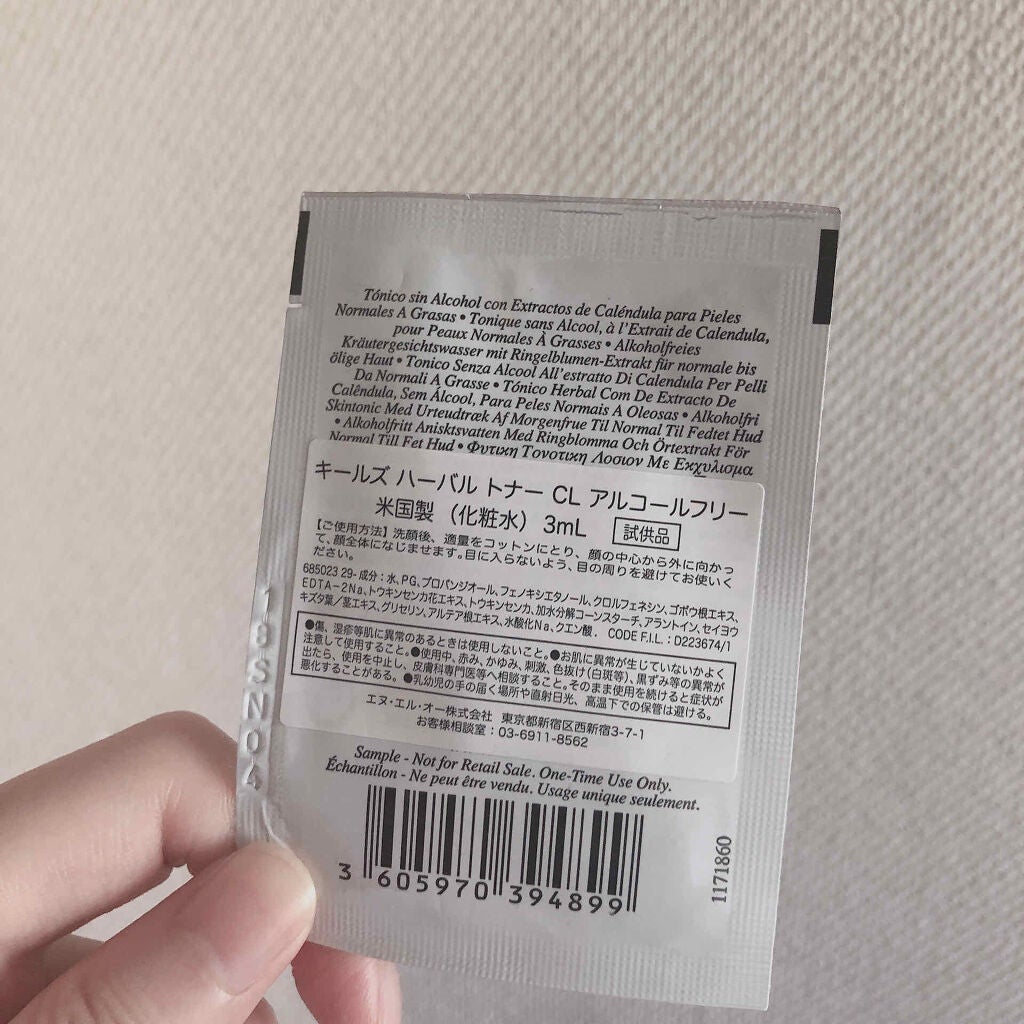 Tónico sin Alcohol con Extractos de Caléndula para Pieles
Normales A Grasas • Tonique sans Alcool, à l'Extrait de Calendula,
pour Peaux Normales À Grasses • Alkoholfreies
Kräutergesichtswasser mit Ringelblumen-Extrakt für normale bis
ölige Haut • Tonico Senza Alcool All'estratto Di Calendula Per Pelli
Da Normali A Grasse • Tónico Herbal Com De Extracto De
Calêndula, Sem Álcool, Para Peles Normais A Oleosas • Alkoholfri
Skintonic Med Urteudtræk Af Morgenfrue Til Normal Til Fedtet Hud
• Alkoholfritt Anisktsvatten Med Ringblomma Och Örtextrakt För
Normal Till Fet Hud • Φυτικη Τονοτικη Λοσιον Με Εκχυλισμα
キールズ ハーバル トナー CL アルコールフリー
米国製 (化粧水) 3mL 試供品
【ご使用方法】洗顔後、適量をコットンにとり、顔の中心から外に向かっ
て、顔全体になじませます。目に入らないよう、目の周りを避けてお使いく
ださい。
685023 29- 成分：水、PG、プロパンジオール、フェノキシエタノール、クロルフェネシン、ゴボウ根エキス、
EDTA-2Na、トウキンセンカ花エキス、トウキンセンカ、加水分解コーンスターチ、アラントイン、セイヨウ
キズタ葉／茎エキス、グリセリン、アルテア根エキス、水酸化Na、クエン酸. CODE F.I.L. : D223674/1
●傷、湿疹等肌に異常のあるときは使用しないこと。●お肌に異常が生じていないかよく
注意して使用すること。●使用中、赤み、かゆみ、刺激、色抜け(白斑等)、黒ずみ等の異常が
出たら、使用を中止し、皮膚科専門医等へ相談すること。そのまま使用を続けると症状が
悪化することがある。●乳幼児の手の届く場所や直射日光、高温下での保管は避ける。
エヌ・エル・オー株式会社 東京都新宿区西新宿3-7-1
お客様相談室：03-6911-8562
Sample - Not for Retail Sale. One-Time Use Only.
Échantillon - Ne peut être vendu. Usage unique seulement.
3 605970 394899
1171860